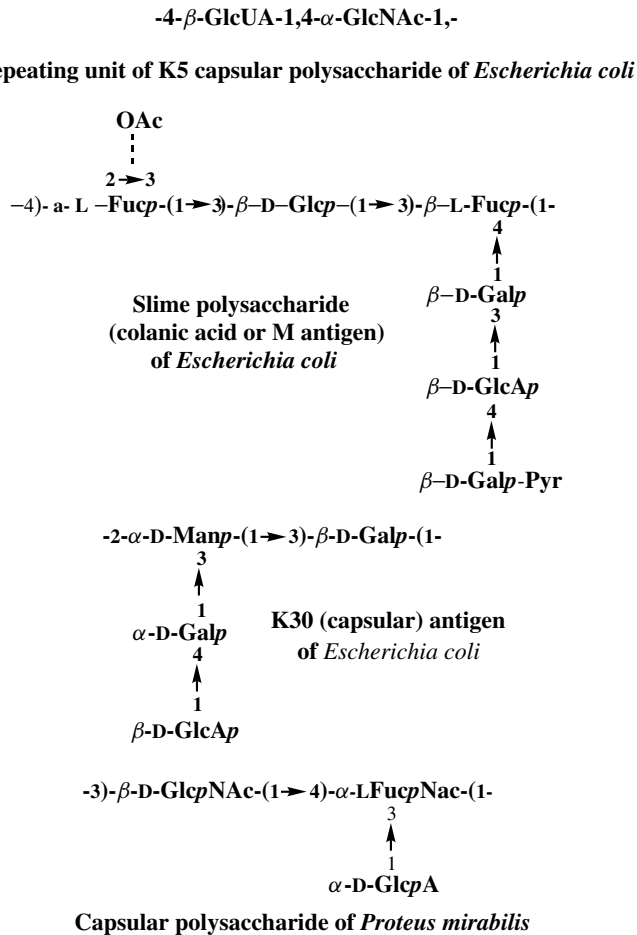 -4-β-GlcUA-1,4-α-GlcNAc-1,-
epeating unit of K5 capsular polysaccharide of Escherichia coli
OAc
2→3
−4)- a- L –Fucp-(1→3)-β–D–Glcp–(1→ 3)-β–L-Fucp-(1-
4
1
β–D-Galp
3
Slime polysaccharide
(colanic acid or M antigen)
of Escherichia coli
1
β–D-GlcAp
4
1
β–D-Galp-Pyr
-2-α-D-Manp-(1→3)-β-D-Galp-(1-
3
1
α-D-Galp
4
K30 (capsular) antigen
of Escherichia coli
1
β-D-GlcAp
-3)-β-D-GlcpNAc-(1→ 4)-α-LFucpNac-(1-
3
1
α-D-GlcpA
Capsular polysaccharide of Proteus mirabilis